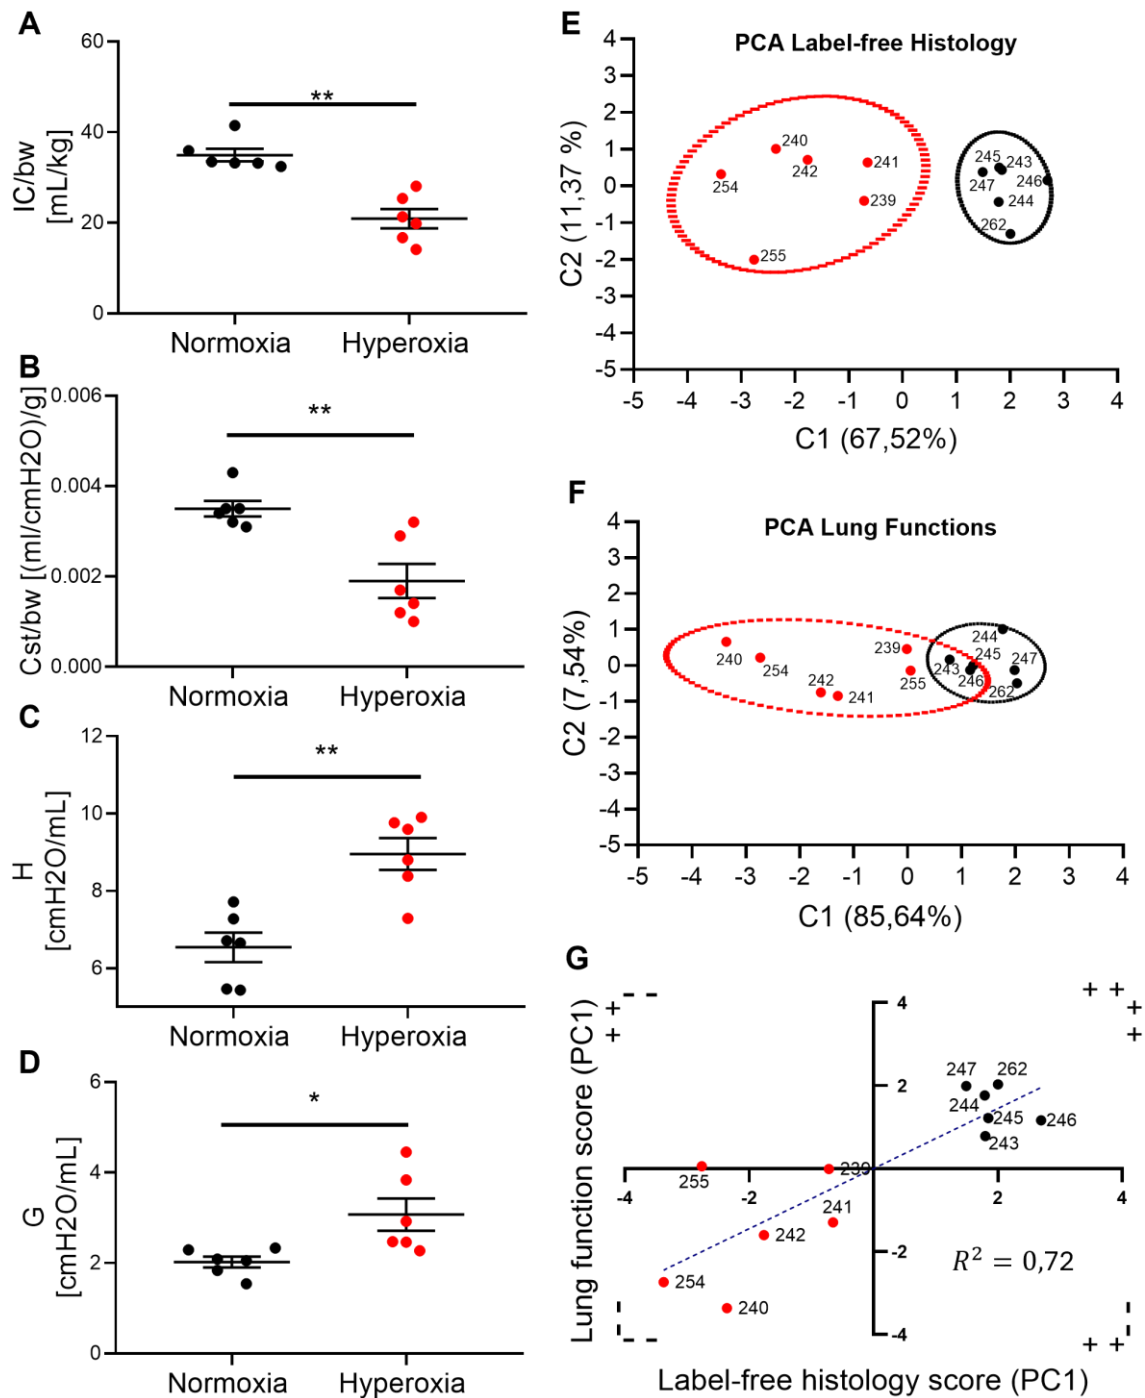 A
60
40
20
0
IC/bw
[mL/kg]
**
Normoxia
Hyperoxia
B
0.006
0.004
0.002
0.000
Cst/bw [(ml/cmH2O)/g]
**
C
12
10
8
6
H
[cmH2O/mL]
**
Normoxia
Hyperoxia
D
6
4
2
0
G
[cmH2O/mL]
*
Normoxia
Hyperoxia
E
PCA Label-free Histology
4
3
2
1
0
-1
-2
-3
-4
-5
C2 (11,37 %)
240
242
241
254
239
255
245
243
247
246
244
262
-5 -4 -3 -2 -1 0 1 2 3 4
C1 (67,52%)
F
PCA Lung Functions
4
3
2
1
0
-1
-2
-3
-4
-5
C2 (7,54%)
240
254
242
241
239
255
244
245
243
246
247
262
-5 -4 -3 -2 -1 0 1 2 3 4
C1 (85,64%)
G
Lung function score (PC1)
- -
+
+
+ +
+
+
4
2
-2
-4
-4
-2
2
4
247
262
244
245
246
243
255
239
241
242
254
240
R² = 0,72
- -
+ +
Label-free histology score (PC1)